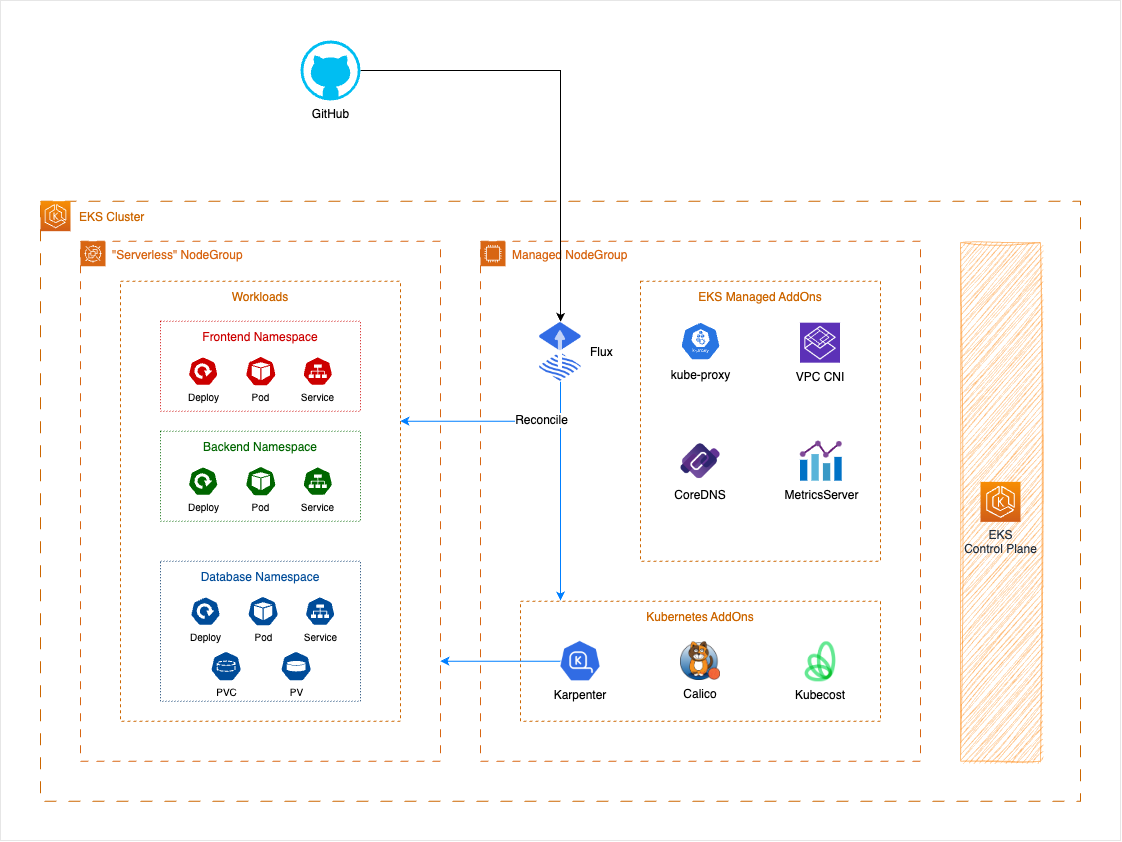 GitHub
EKS Cluster
"Serverless" NodeGroup
Workloads
Frontend Namespace
Deploy
Pod
Service
Backend Namespace
Deploy
Pod
Service
Database Namespace
Deploy
Pod
Service
PVC
PV
Managed NodeGroup
Flux
Reconcile
EKS Managed AddOns
k-proxy
kube-proxy
VPC CNI
CoreDNS
MetricsServer
Kubernetes AddOns
Karpenter
Calico
Kubecost
EKS
Control Plane